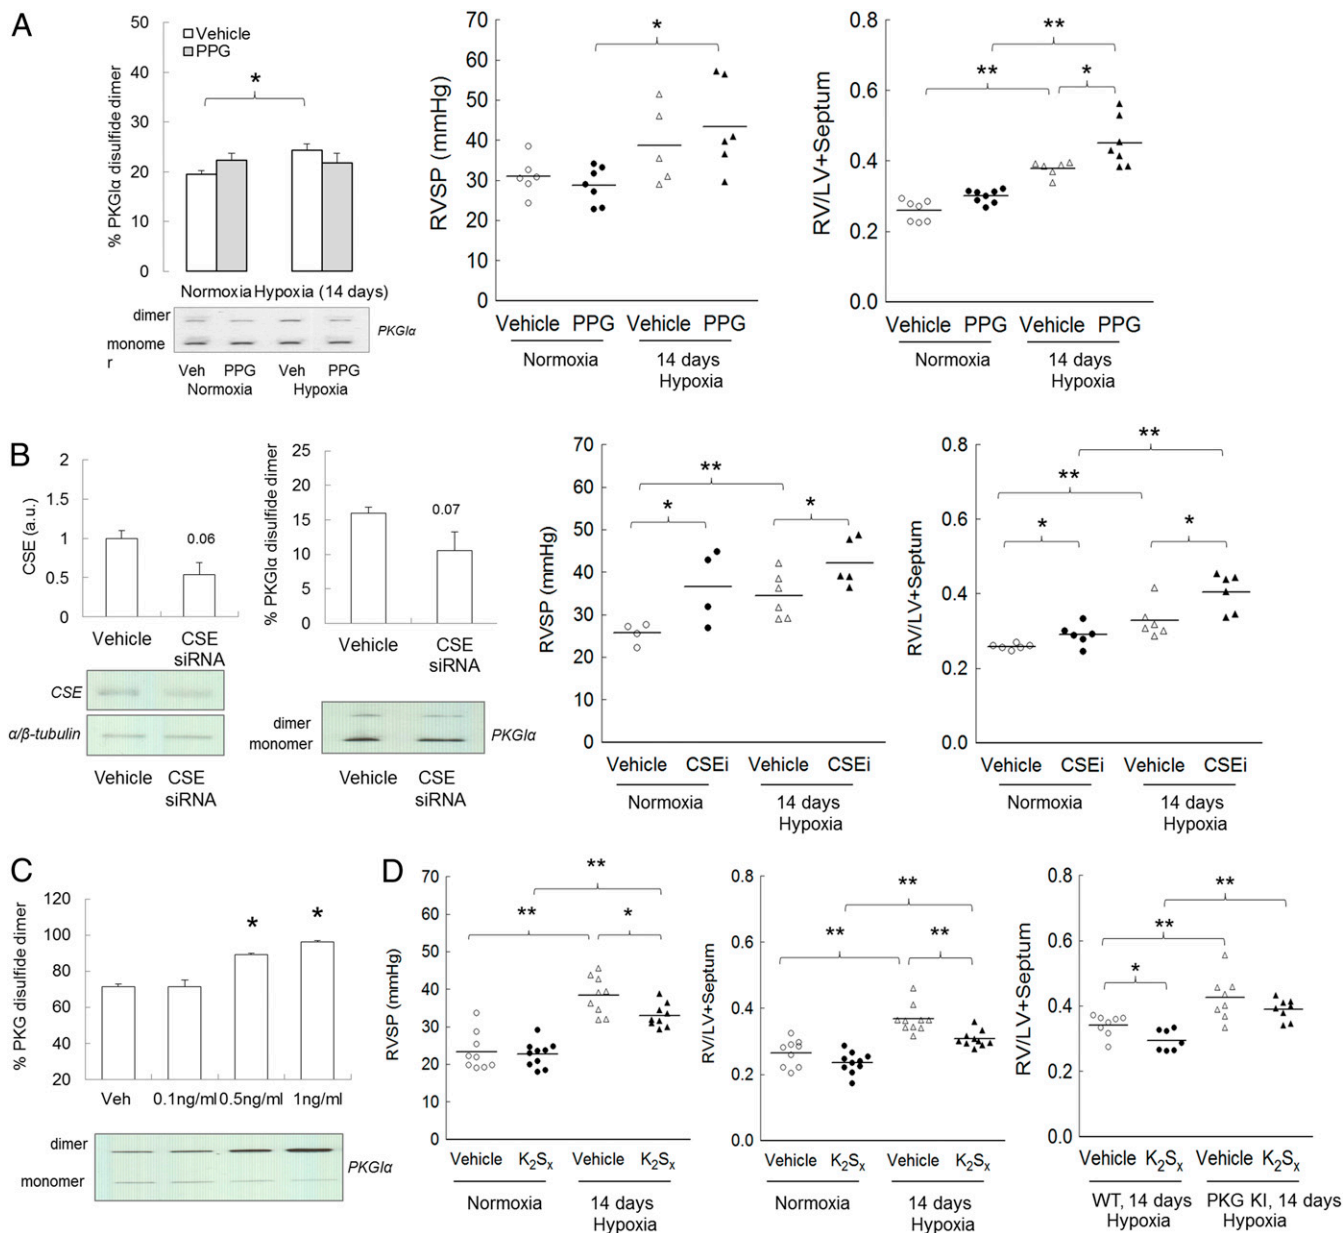 A
% PKGIα disulfide dimer
50
40
30
20
10
0
Vehicle
PPG
*
Normoxia Hypoxia (14 days)
dimer
monome
r
PKGIα
Veh PPG Veh PPG
Normoxia Hypoxia
RVSP (mmHg)
70
60
50
40
30
20
10
0
*
Vehicle PPG Vehicle PPG
Normoxia 14 days
Hypoxia
RV/LV+Septum
0.8
0.6
0.4
0.2
0.0
**
** *
Vehicle PPG Vehicle PPG
Normoxia 14 days
Hypoxia
B
CSE (a.u.)
2
1.5
1
0.5
0
0.06
Vehicle CSE
siRNA
CSE
α/β-tubulin
Vehicle CSE
siRNA
% PKGIα disulfide dimer
25
20
15
10
5
0
0.07
Vehicle CSE
siRNA
dimer
monomer
PKGIα
Vehicle CSE
siRNA
RVSP (mmHg)
70
60
50
40
30
20
10
0
**
* *
Vehicle CSEi Vehicle CSEi
Normoxia 14 days
Hypoxia
RV/LV+Septum
0.8
0.6
0.4
0.2
0.0
**
**
* *
Vehicle CSEi Vehicle CSEi
Normoxia 14 days
Hypoxia
C
% PKG disulfide dimer
120
100
80
60
40
20
* *
Veh 0.1ng/ml 0.5ng/ml 1ng/ml
dimer
monomer
PKGIα
D
RVSP (mmHg)
70
60
50
40
30
20
10
0
**
** *
Vehicle K₂Sₓ Vehicle K₂Sₓ
Normoxia 14 days
Hypoxia
RV/LV+Septum
0.8
0.6
0.4
0.2
0.0
**
** **
Vehicle K₂Sₓ Vehicle K₂Sₓ
Normoxia 14 days
Hypoxia
RV/LV+Septum
0.8
0.6
0.4
0.2
0.0
**
**
*
Vehicle K₂Sₓ Vehicle K₂Sₓ
WT, 14 days PKG KI, 14 days
Hypoxia Hypoxia